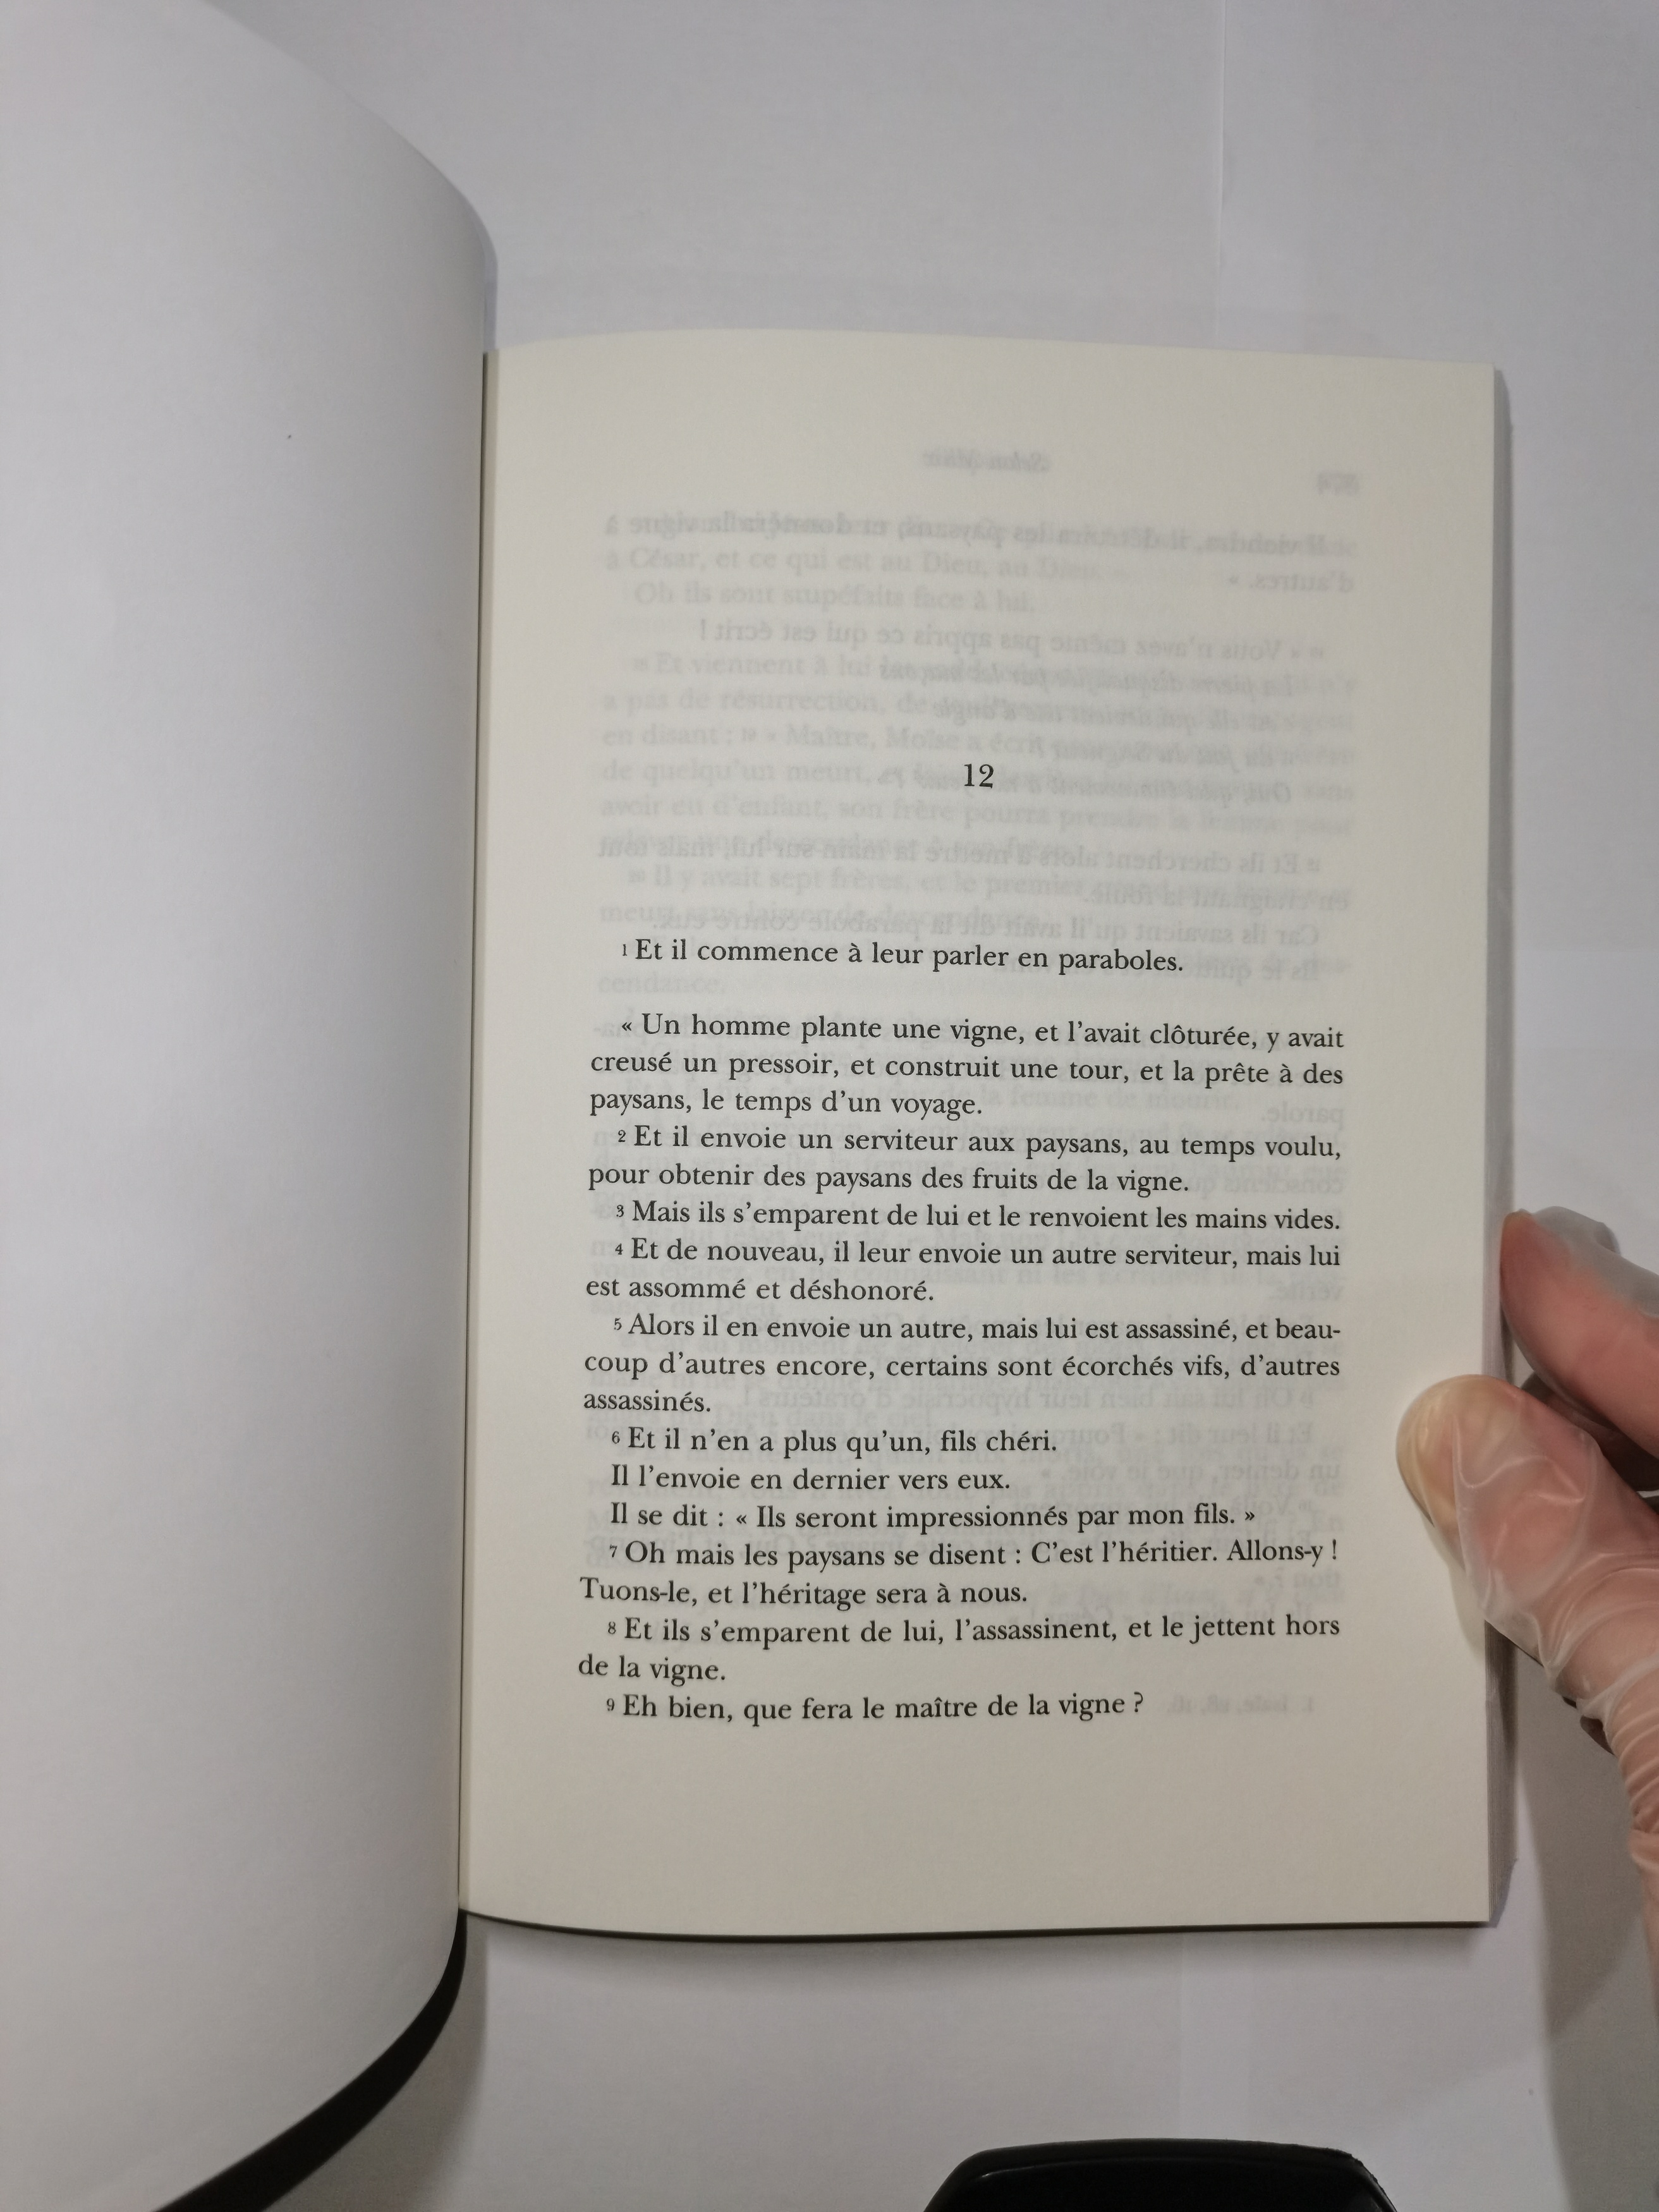 12
1 Et il commence à leur parler en paraboles.
« Un homme plante une vigne, et l'avait clôturée, y avait
creusé un pressoir, et construit une tour, et la prête à des
paysans, le temps d'un voyage.
2 Et il envoie un serviteur aux paysans, au temps voulu,
pour obtenir des paysans des fruits de la vigne.
3 Mais ils s'emparent de lui et le renvoient les mains vides.
4 Et de nouveau, il leur envoie un autre serviteur, mais lui
est assommé et déshonoré.
5 Alors il en envoie un autre, mais lui est assassiné, et beau-
coup d'autres encore, certains sont écorchés vifs, d'autres
assassinés.
6 Et il n'en a plus qu'un, fils chéri.
Il l'envoie en dernier vers eux.
Il se dit : « Ils seront impressionnés par mon fils. »
7 Oh mais les paysans se disent : C'est l'héritier. Allons-y !
Tuons-le, et l'héritage sera à nous.
8 Et ils s'emparent de lui, l'assassinent, et le jettent hors
de la vigne.
9 Eh bien, que fera le maître de la vigne ?